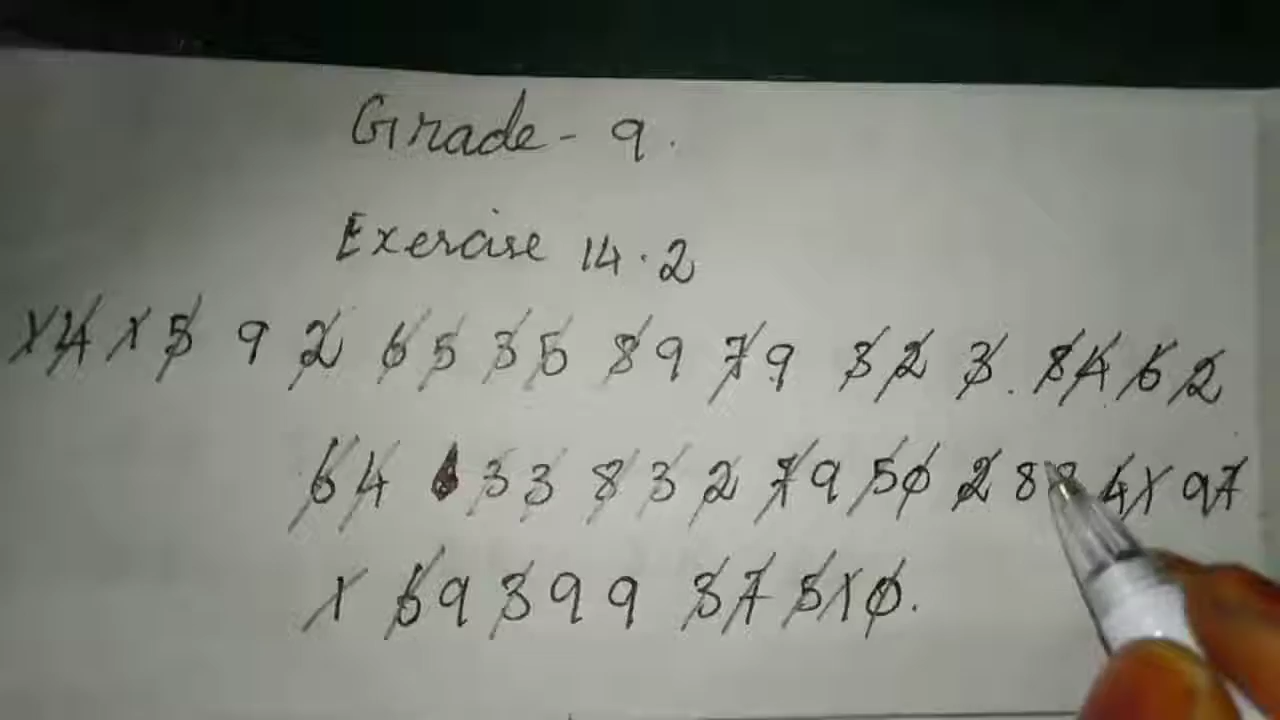 Grade - 9.
Exercise 14.2
1 4 1 5 9 2 6 5 3 5 8 9 7 9 3 2 3 . 8 4 6 2
6 4 3 3 8 3 2 7 9 5 0 2 8 8 4 1 9 7
1 6 9 3 9 9 3 7 5 1 0 .